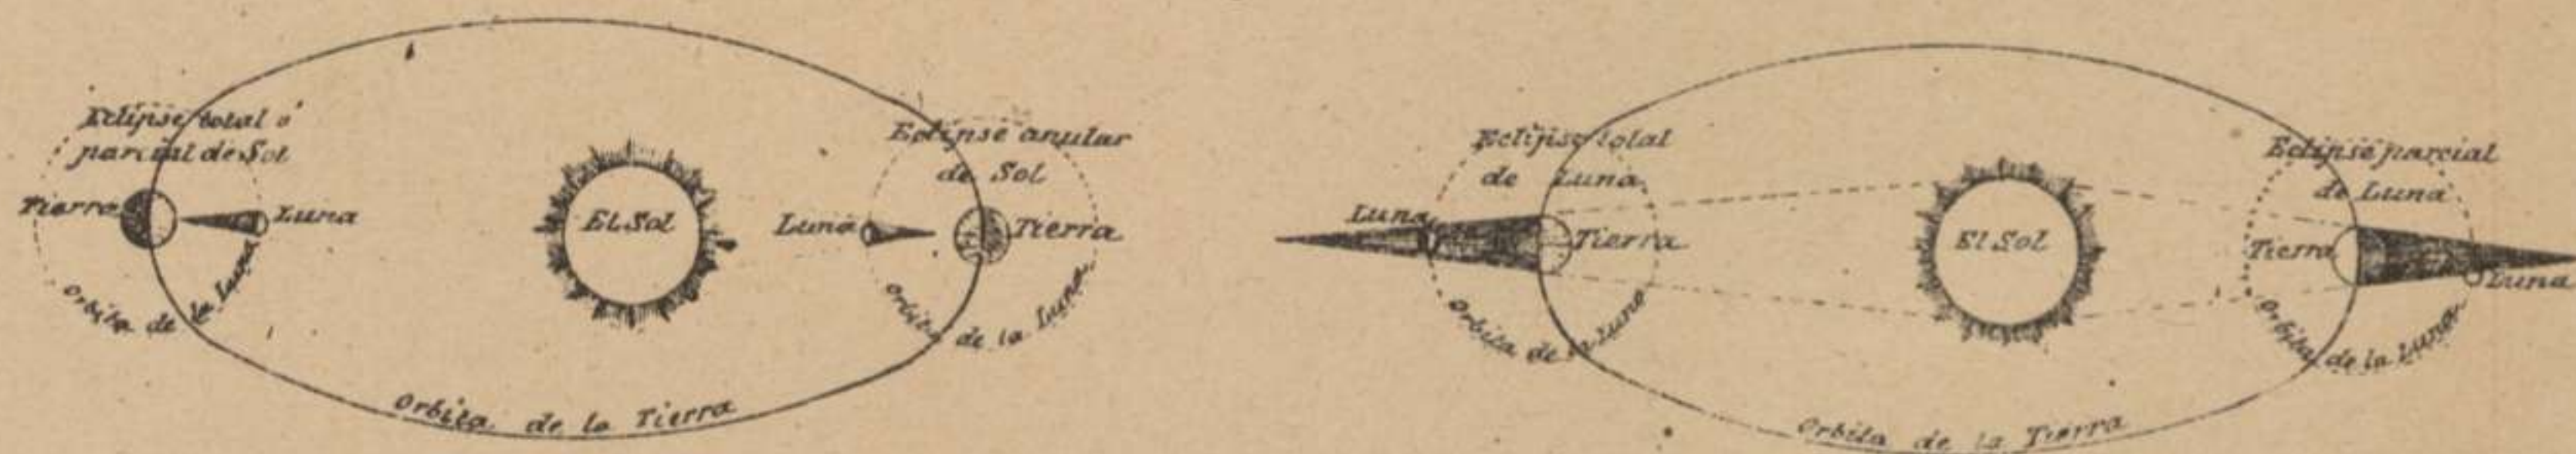 Eclipse total ó
parcial de Sol
Tierra
Luna
Orbita de la Luna
El Sol
Eclipse anular
de Sol
Luna
Tierra
Orbita de la Luna
Orbita de la Tierra
Eclipse total
de Luna
Luna
Tierra
Orbita de la Luna
El Sol
Eclipse parcial
de Luna
Tierra
Luna
Orbita de la Luna
Orbita de la Tierra